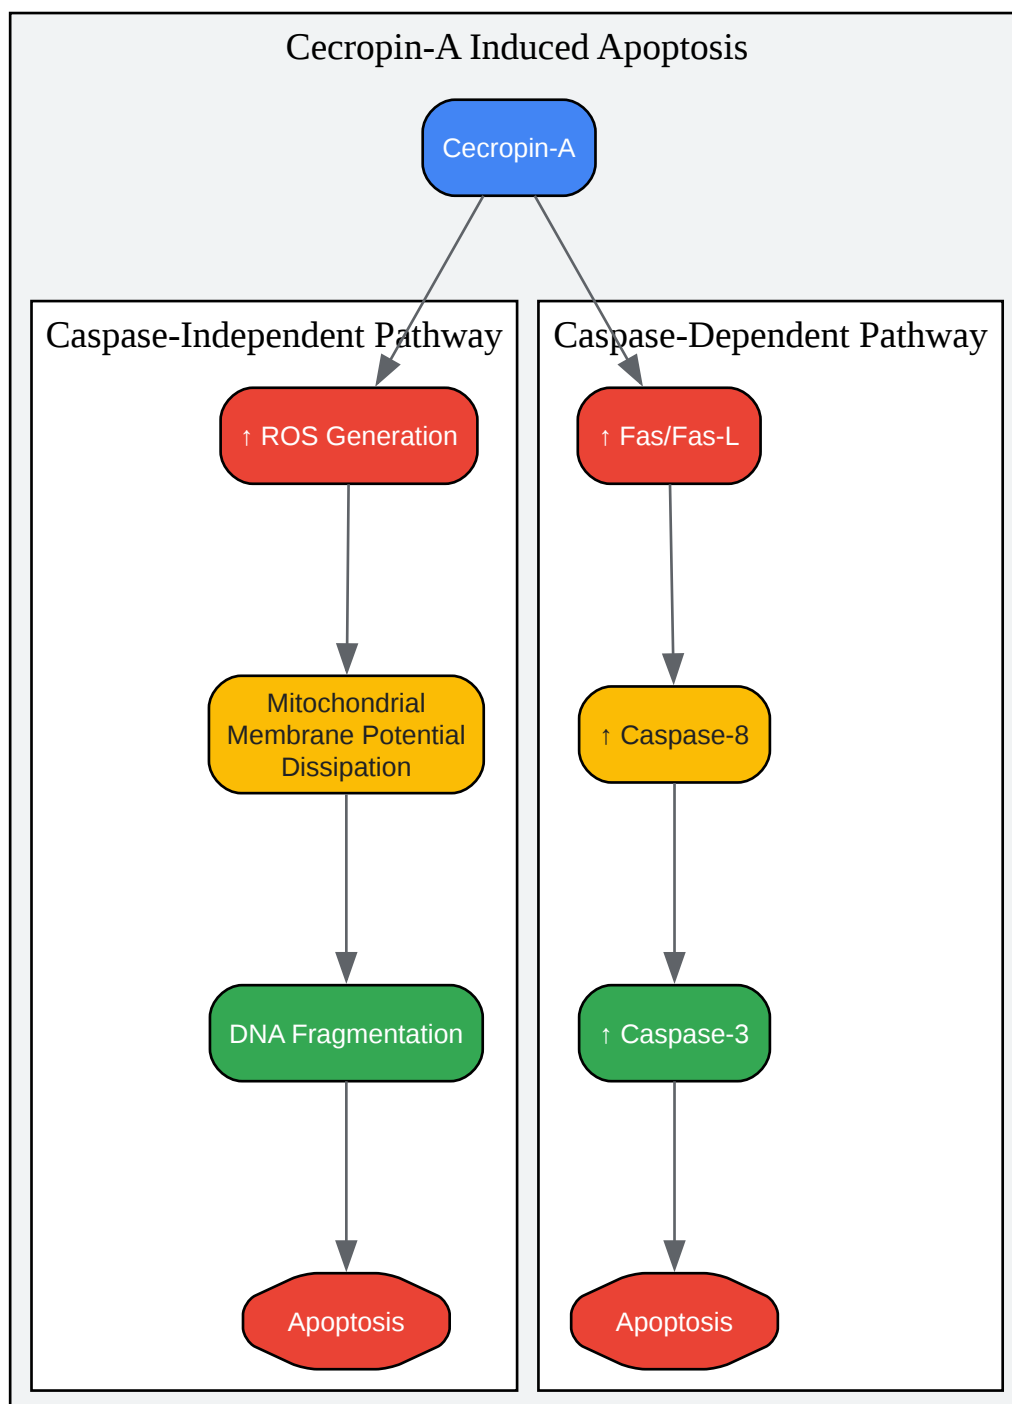 Cecropin-A Induced Apoptosis
Cecropin-A
Caspase-Independent Pathway
↑ ROS Generation
Mitochondrial
Membrane Potential
Dissipation
DNA Fragmentation
Apoptosis
Caspase-Dependent Pathway
↑ Fas/Fas-L
↑ Caspase-8
↑ Caspase-3
Apoptosis